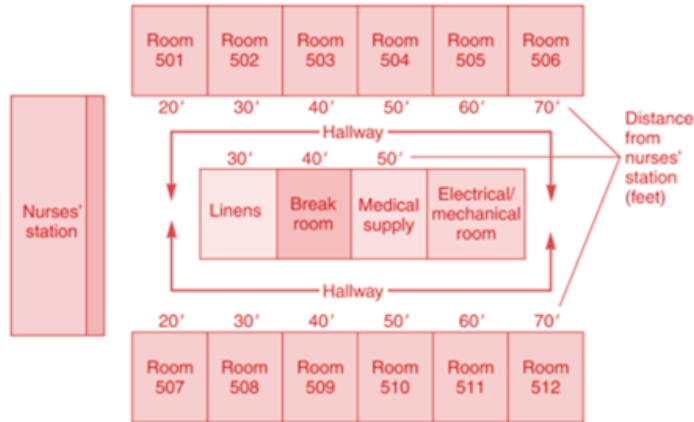 Room 501
Room 502
Room 503
Room 504
Room 505
Room 506
20′ 30′ 40′ 50′ 60′ 70′
Hallway
30′ 40′ 50′
Distance
from
nurses’
station
(feet)
Nurses’
station
Linens
Break
room
Medical
supply
Electrical/
mechanical
room
Hallway
20′ 30′ 40′ 50′ 60′ 70′
Room 507
Room 508
Room 509
Room 510
Room 511
Room 512